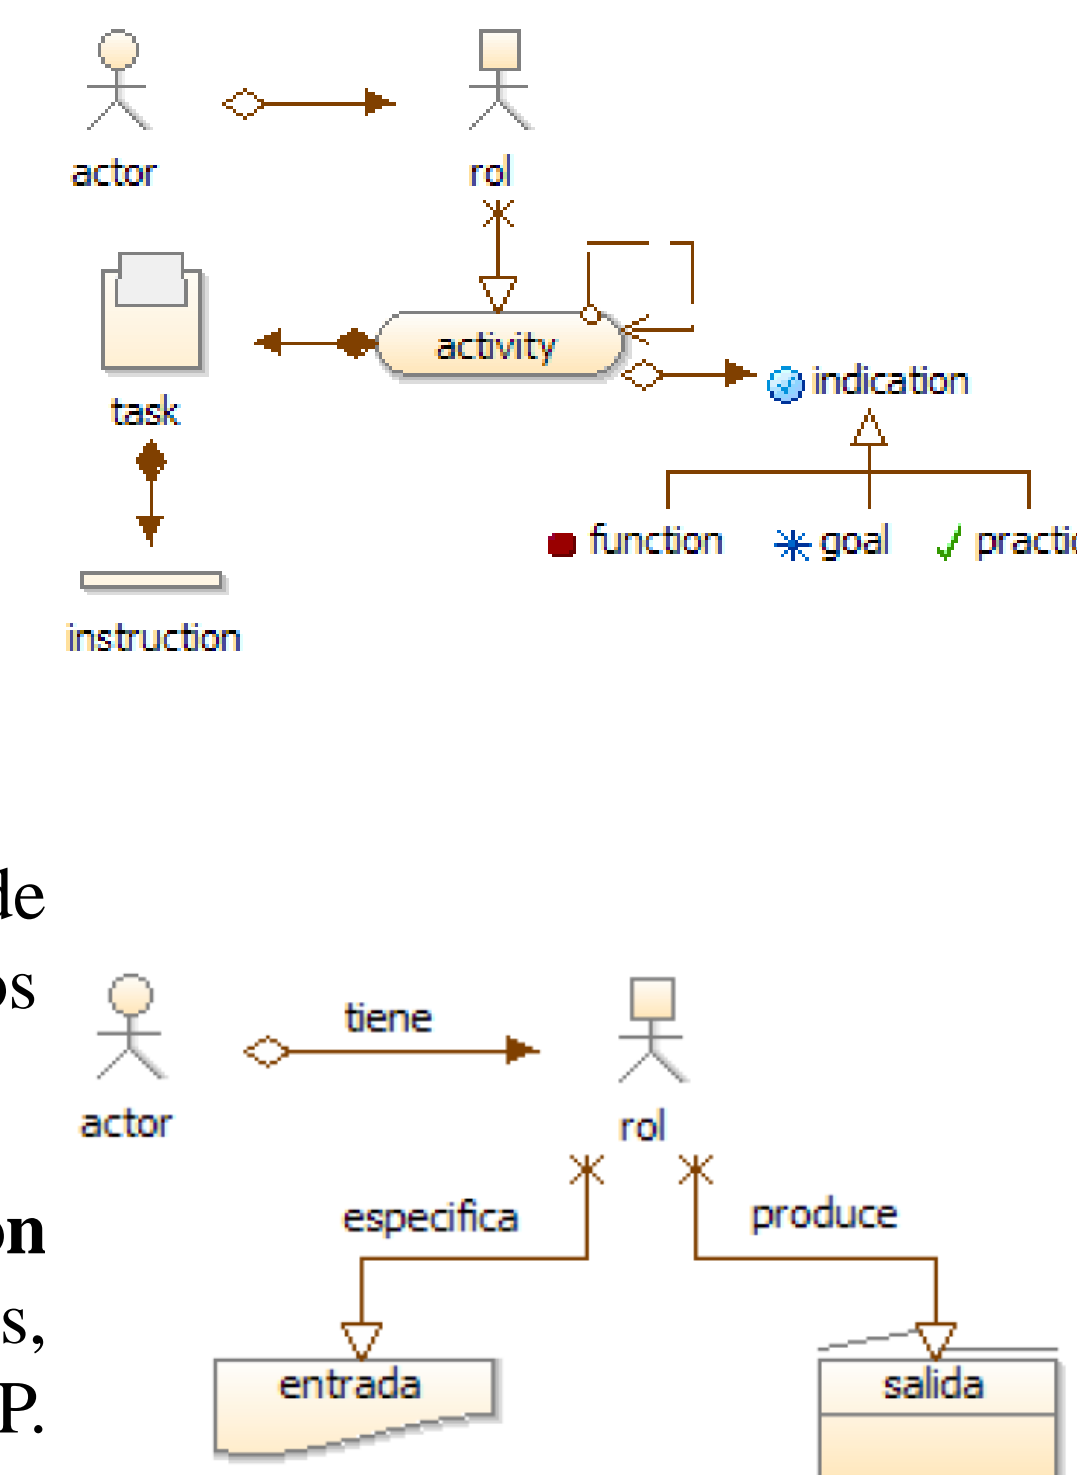 actor
rol
activity
task
indication
function
goal
instruction
de
os
tiene
actor
rol
especifica
produce
on
s,
entrada
salida
P.